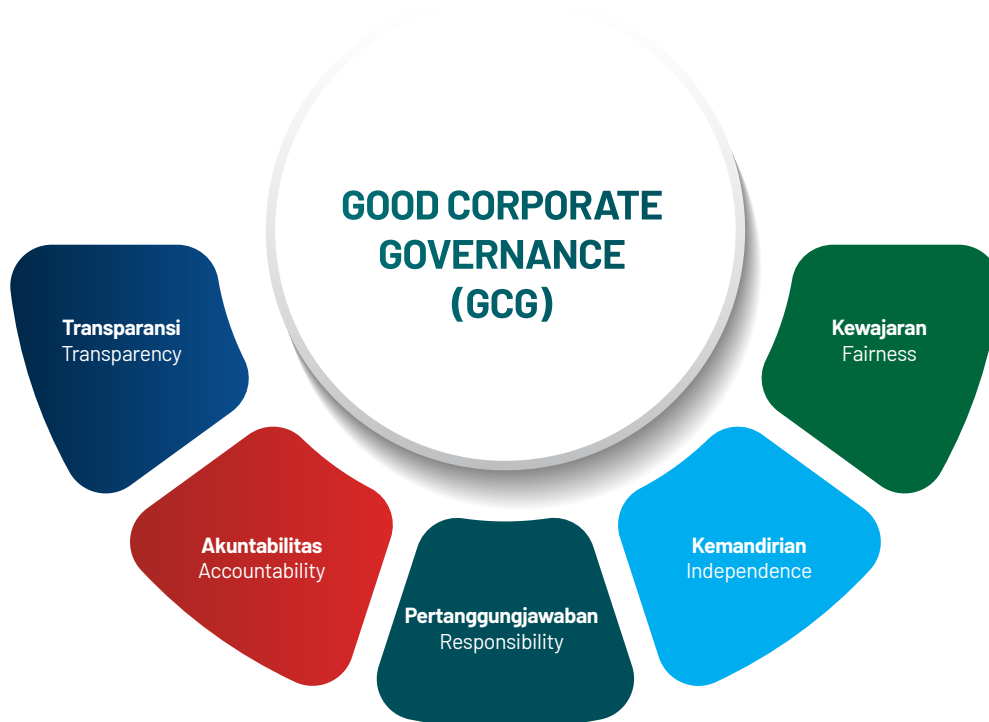 GOOD CORPORATE
GOVERNANCE
(GCG)
Transparansi
Transparency
Akuntabilitas
Accountability
Pertanggungjawaban
Responsibility
Kemandirian
Independence
Kewajaran
Fairness